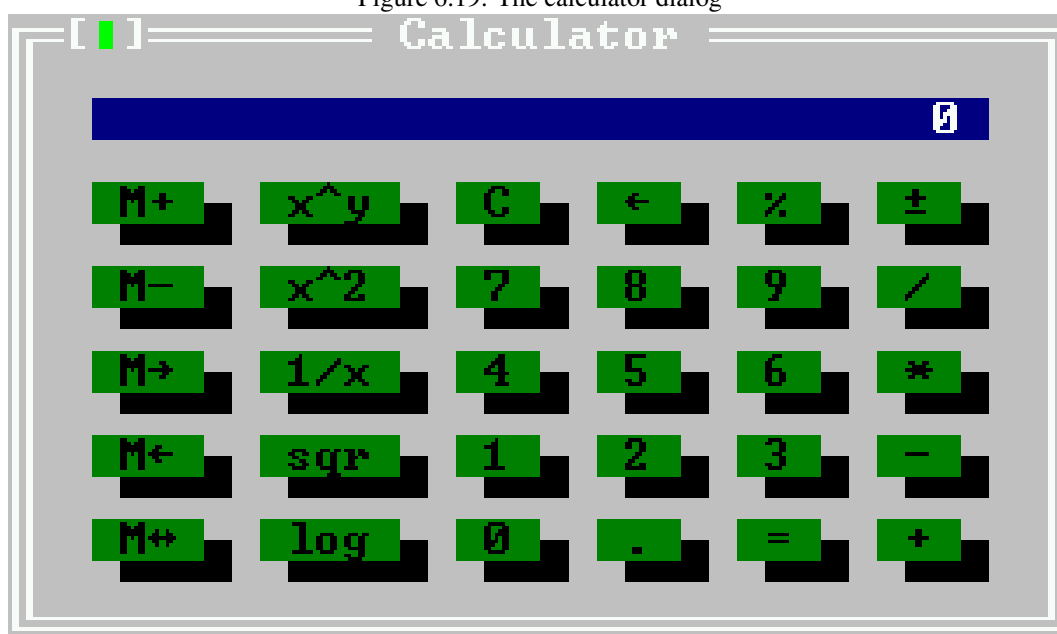 Figure 6.19: The calculator dialog
[▮] Calculator
0
M+ x^y C ← % ±
M− x^2 7 8 9 /
M→ 1/x 4 5 6 *
M← sqr 1 2 3 −
M↔ log 0 . = +